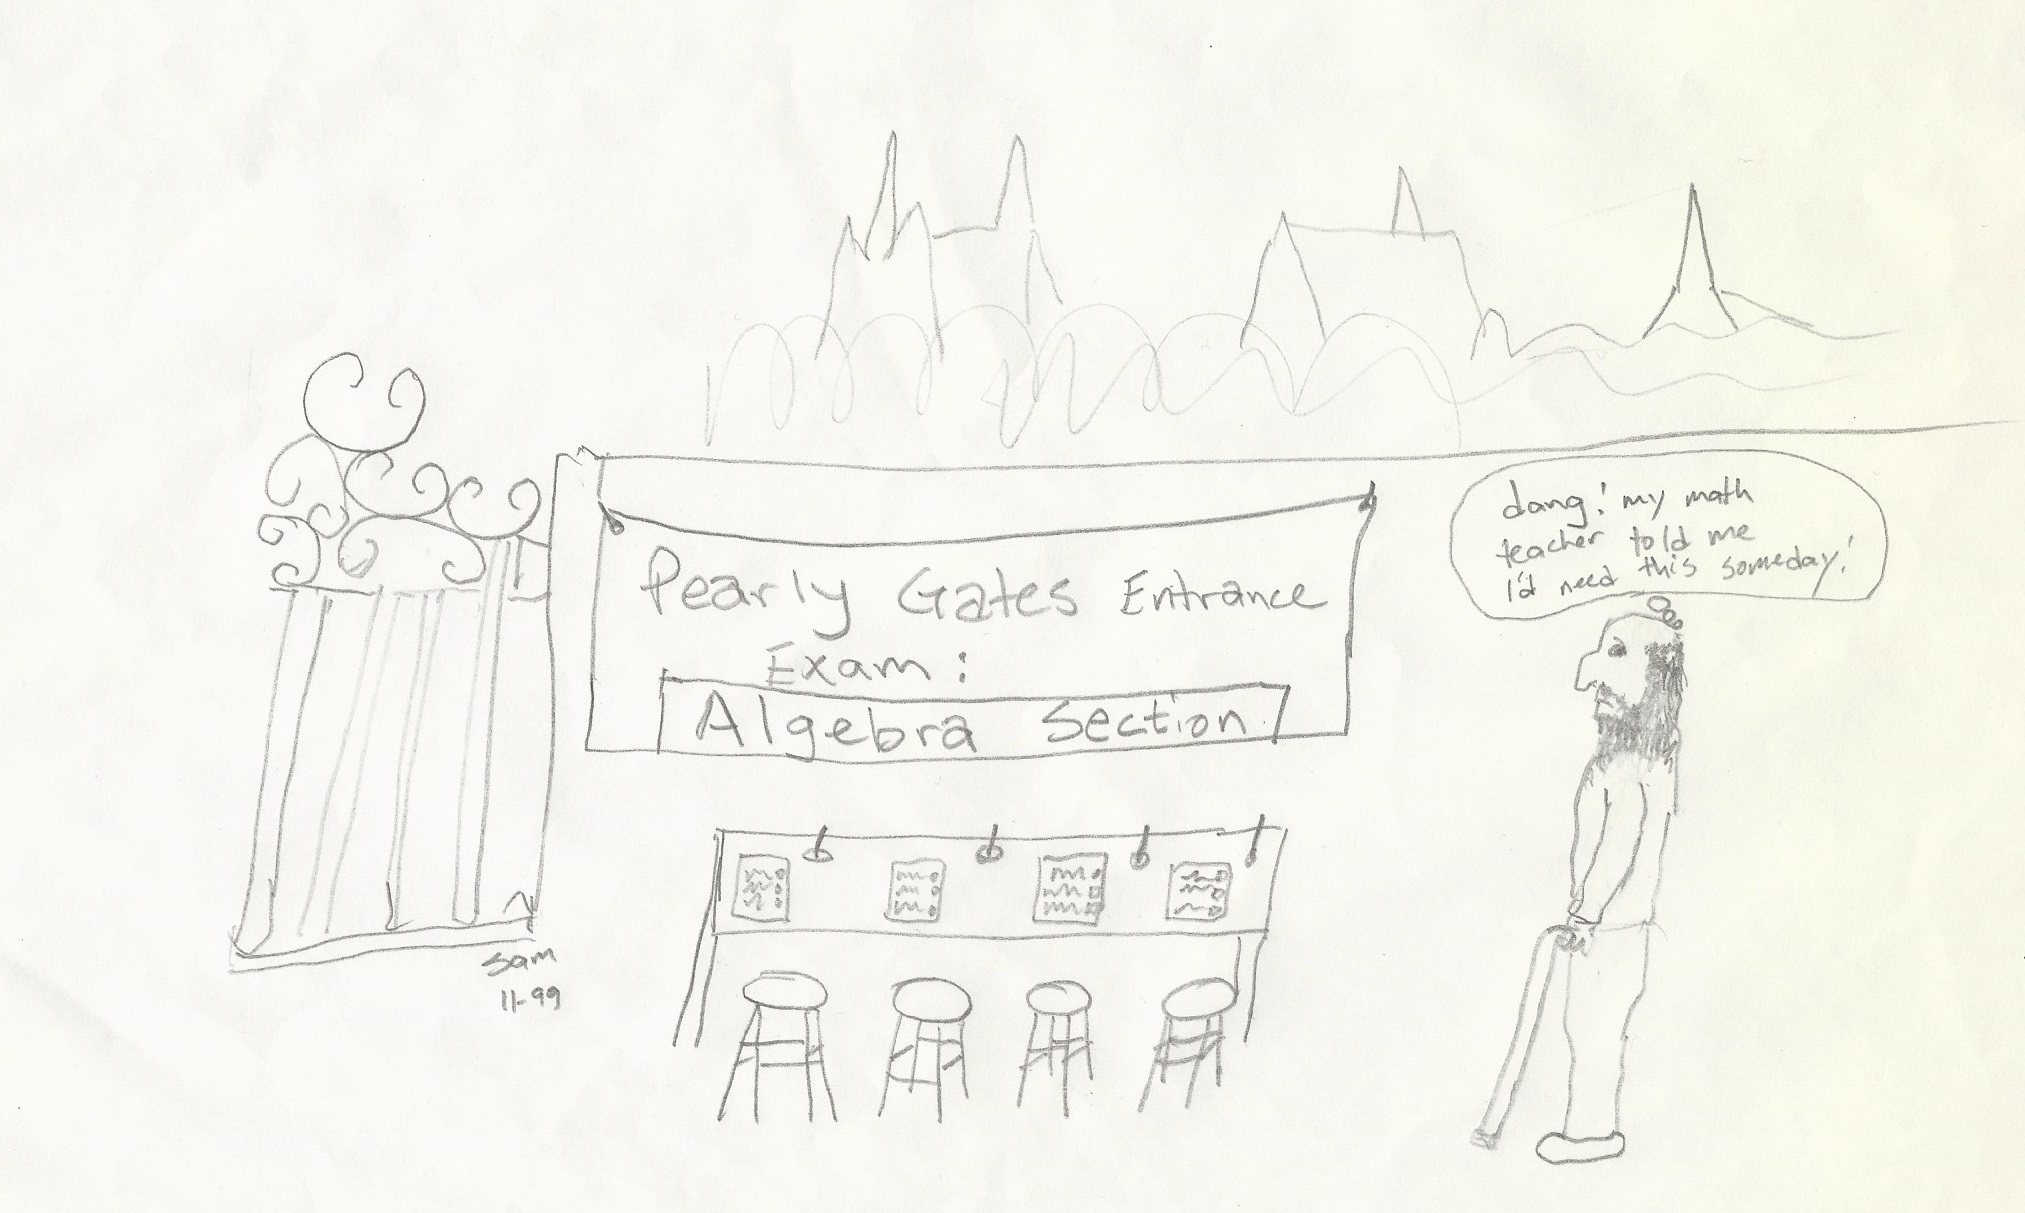 Pearly Gates Entrance
Exam:
Algebra Section
dang! my math
teacher told me
I'd need this someday!
Sam
11-99